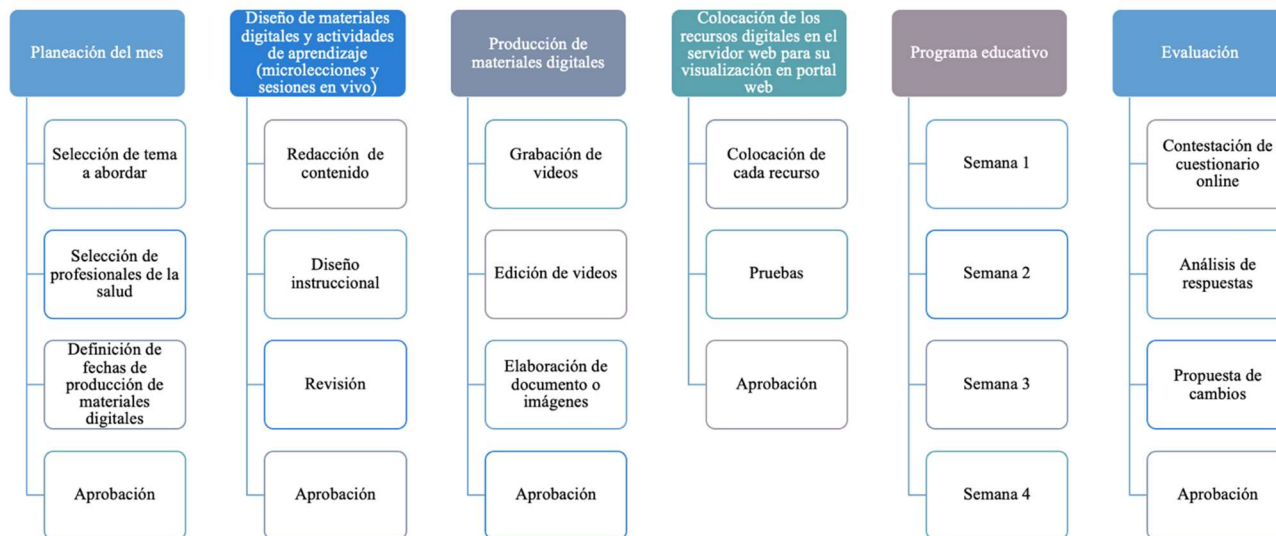 Planeación del mes
Selección de tema
a abordar
Selección de
profesionales de la
salud
Definición de
fechas de
producción de
materiales
digitales
Aprobación
Diseño de materiales
digitales y actividades
de aprendizaje
(microlecciones y
sesiones en vivo)
Redacción de
contenido
Diseño
instruccional
Revisión
Aprobación
Producción de
materiales digitales
Grabación de
videos
Edición de videos
Elaboración de
documento o
imágenes
Aprobación
Colocación de los
recursos digitales en el
servidor web para su
visualización en portal
web
Colocación de
cada recurso
Pruebas
Aprobación
Programa educativo
Semana 1
Semana 2
Semana 3
Semana 4
Evaluación
Contestación de
cuestionario
online
Análisis de
respuestas
Propuesta de
cambios
Aprobación